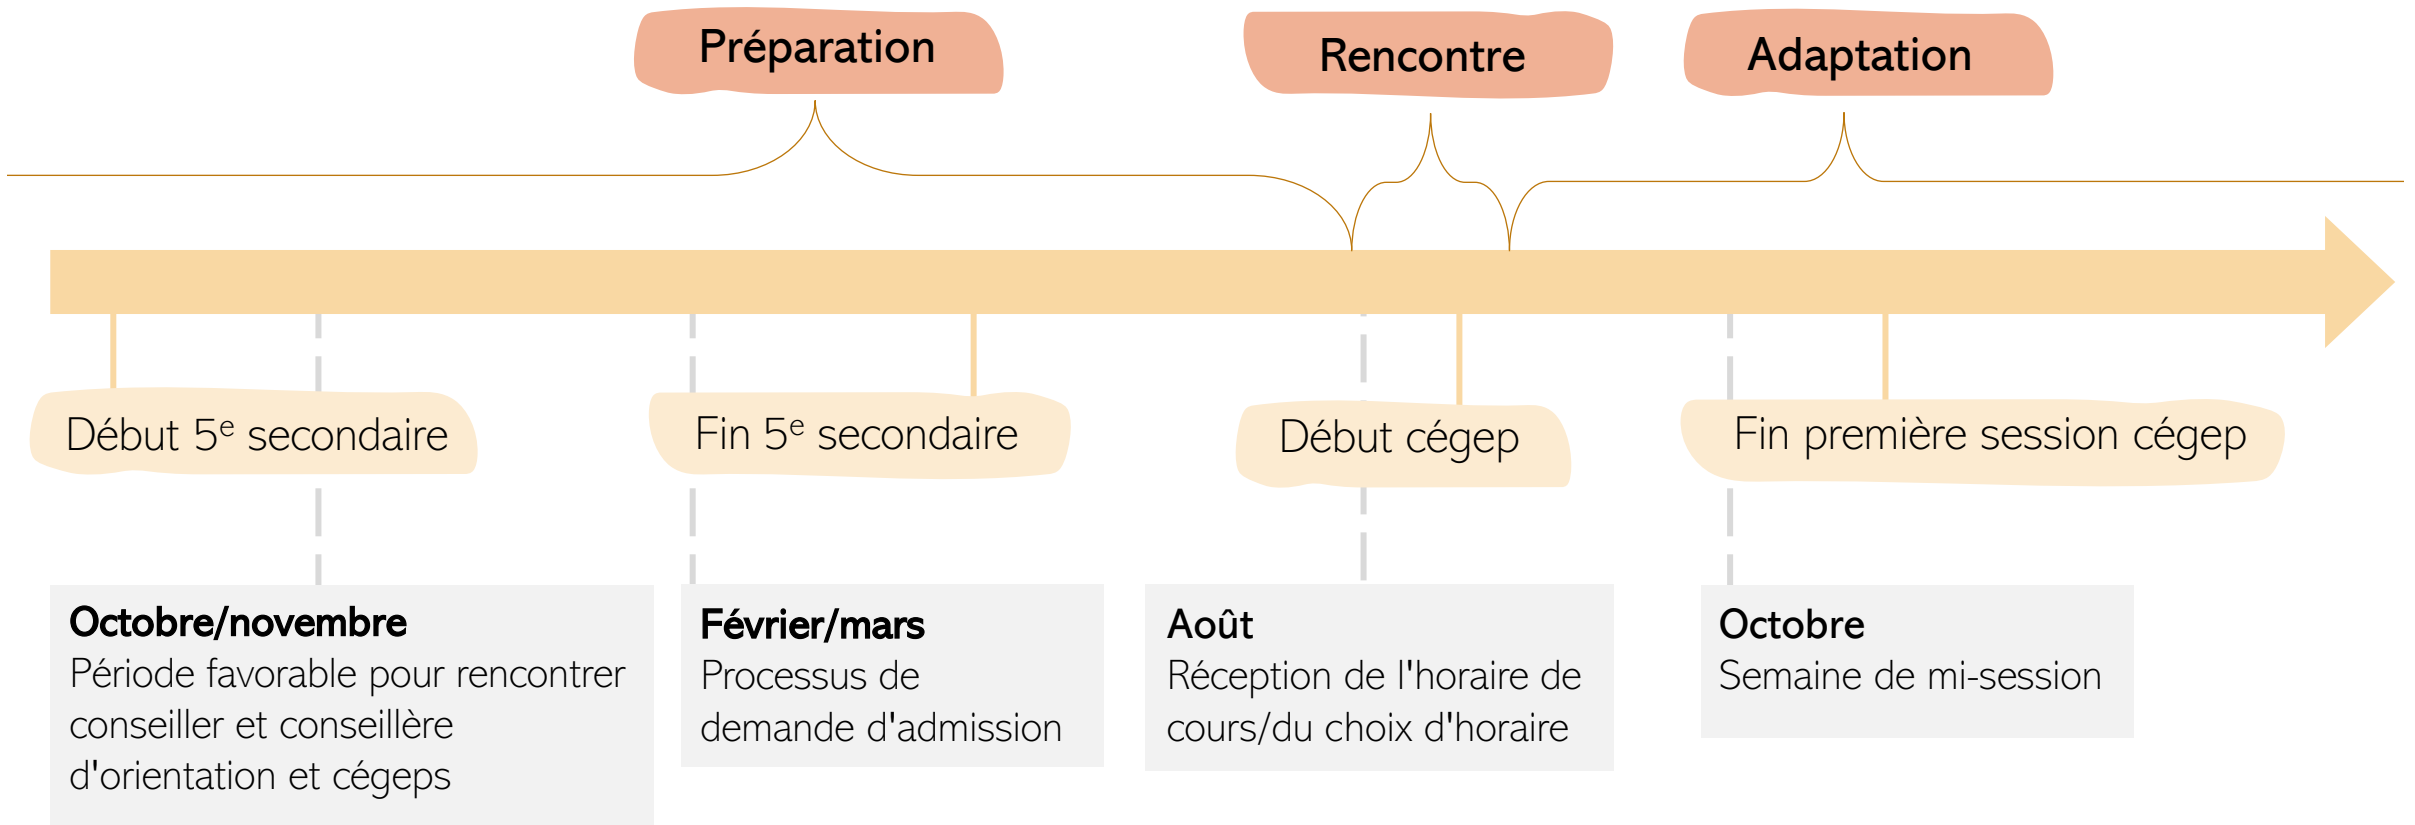 Préparation
Rencontre
Adaptation
Début 5e secondaire
Fin 5e secondaire
Début cégep
Fin première session cégep
Octobre/novembre
Période favorable pour rencontrer
conseiller et conseillère
d'orientation et cégeps
Février/mars
Processus de
demande d'admission
Août
Réception de l'horaire de
cours/du choix d'horaire
Octobre
Semaine de mi-session